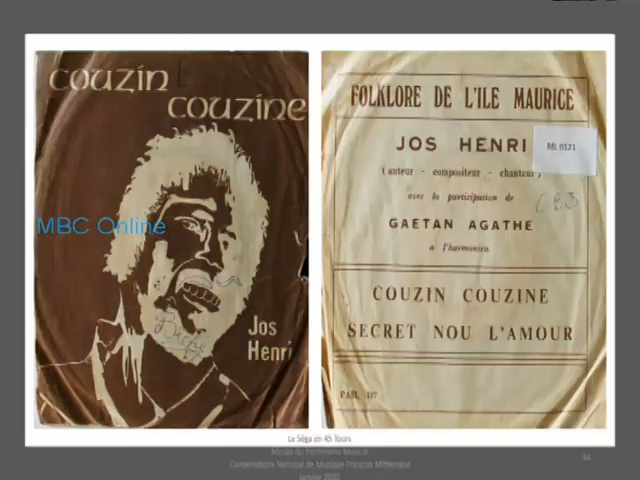 couzin
couzine
MBC Online
Jos
Henri
FOLKLORE DE L'ILE MAURICE
JOS HENRI
ML 0121
( auteur - compositeur - chanteur )
avec la participation de
GAETAN AGATHE
a l'harmonica.
COUZIN COUZINE
SECRET NOU L'AMOUR
Le Séga en 45 Tours
Musée du Patrimoine Musical
Conservatoire National de Musique François Mitterrand
Janvier 2020